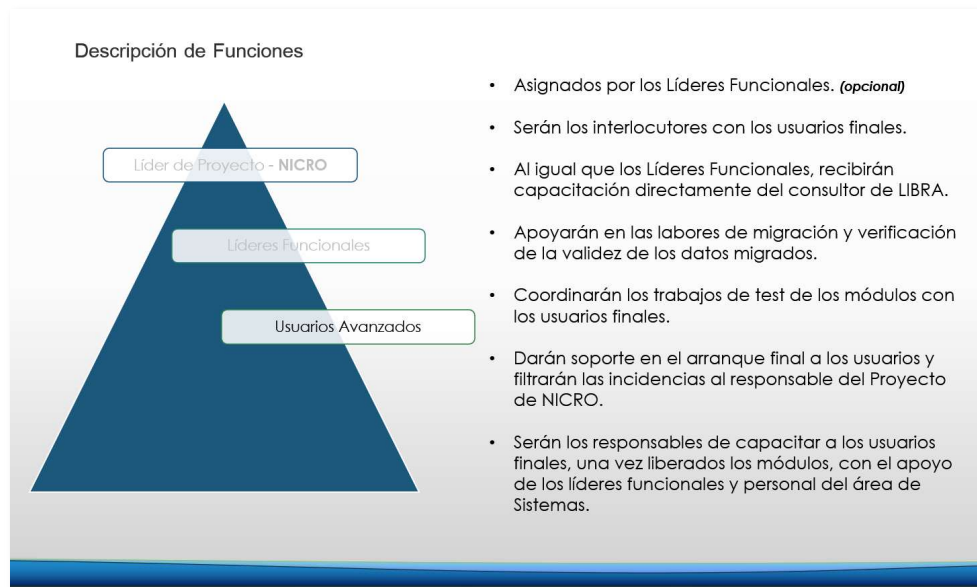 Descripción de Funciones
Líder de Proyecto - NICRO
Líderes Funcionales
Usuarios Avanzados
• Asignados por los Líderes Funcionales. (opcional)
• Serán los interlocutores con los usuarios finales.
• Al igual que los Líderes Funcionales, recibirán
capacitación directamente del consultor de LIBRA.
• Apoyarán en las labores de migración y verificación
de la validez de los datos migrados.
• Coordinarán los trabajos de test de los módulos con
los usuarios finales.
• Darán soporte en el arranque final a los usuarios y
filtrarán las incidencias al responsable del Proyecto
de NICRO.
• Serán los responsables de capacitar a los usuarios
finales, una vez liberados los módulos, con el apoyo
de los líderes funcionales y personal del área de
Sistemas.